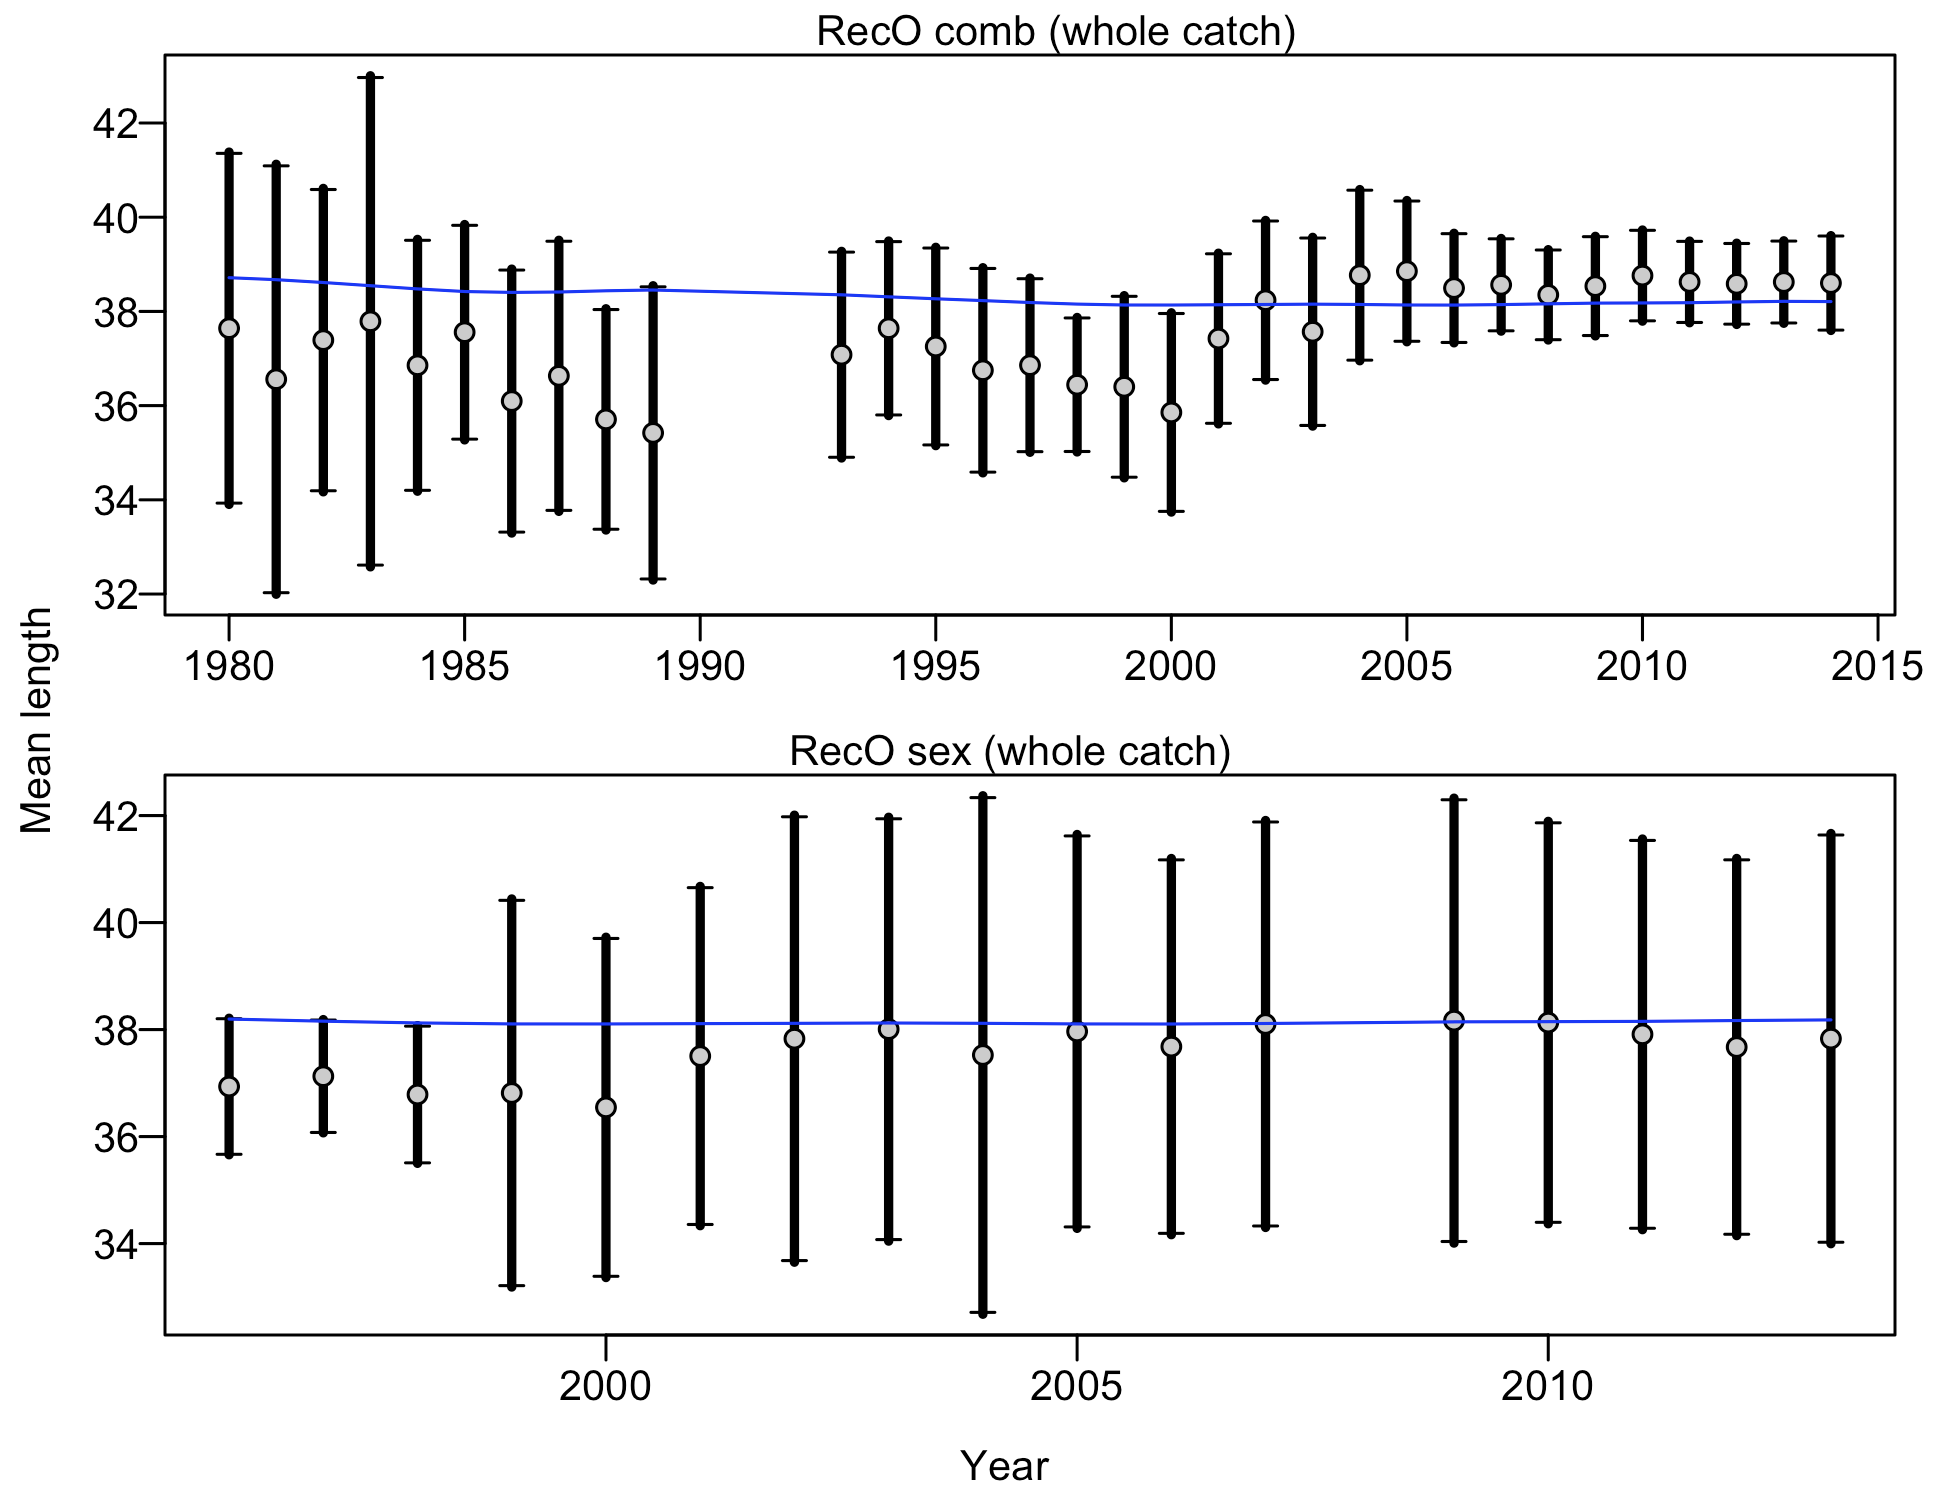 RecO comb (whole catch)
42
40
38
36
34
32
1980 1985 1990 1995 2000 2005 2010 2015
Mean length
RecO sex (whole catch)
42
40
38
36
34
2000 2005 2010
Year